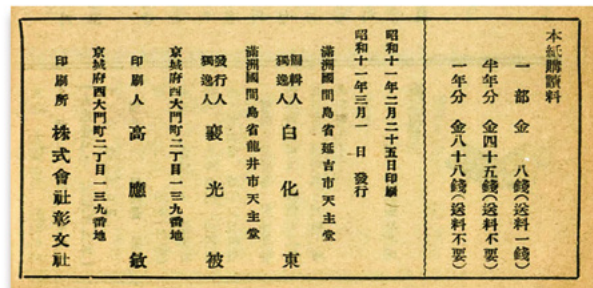 本紙購讀料
一部 金 八錢(送料一錢)
半年分 金四十五錢(送料不要)
一年分 金八十八錢(送料不要)
昭和十一年二月二十五日印刷
昭和十一年三月一日 發行
滿洲國間島省延吉市天主堂
編輯人 獨逸人 白化東
滿洲國間島省龍井市天主堂
發行人 獨逸人 裵光被
京城府西大門町二丁目一三九番地
印刷人 高應敏
京城府西大門町二丁目一三九番地
印刷所 株式會社彰文社